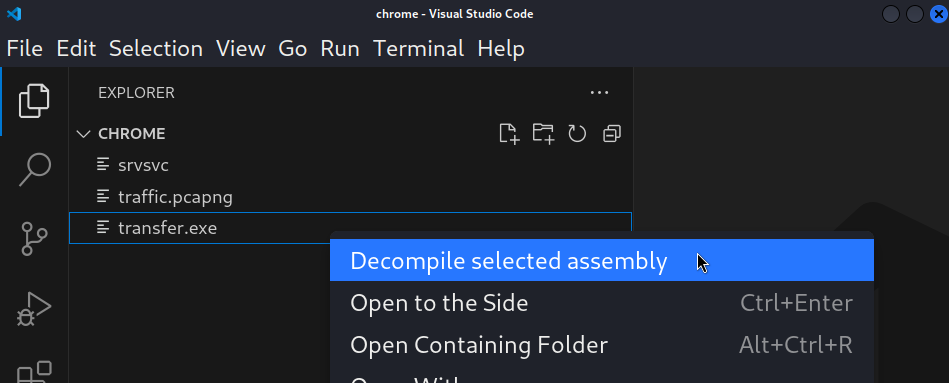 chrome - Visual Studio Code
File Edit Selection View Go Run Terminal Help
EXPLORER
CHROME
srvsvc
traffic.pcapng
transfer.exe
Decompile selected assembly
Open to the Side Ctrl+Enter
Open Containing Folder Alt+Ctrl+R